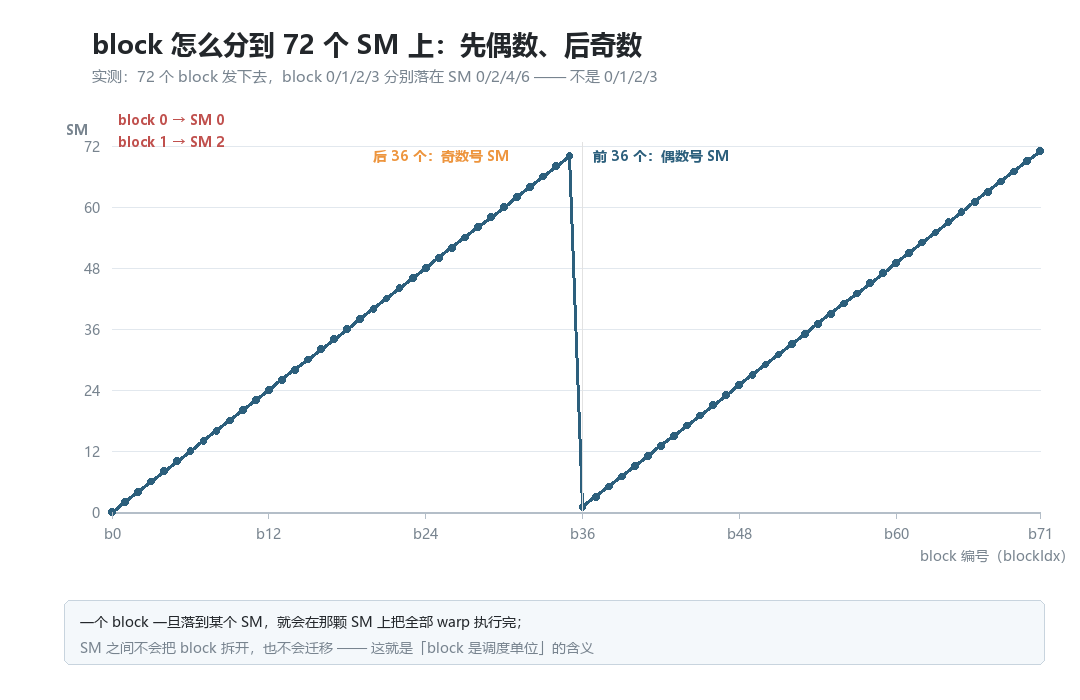 block 怎么分到 72 个 SM 上：先偶数、后奇数
实测：72 个 block 发下去，block 0/1/2/3 分别落在 SM 0/2/4/6 —— 不是 0/1/2/3
block 0 → SM 0
SM
block 1 → SM 2
72
后 36 个：奇数号 SM
前 36 个：偶数号 SM
60
48
36
24
12
0
b0
b12
b24
b36
b48
b60
b71
block 编号（blockIdx）
一个 block 一旦落到某个 SM，就会在那颗 SM 上把全部 warp 执行完；
SM 之间不会把 block 拆开，也不会迁移 —— 这就是「block 是调度单位」的含义